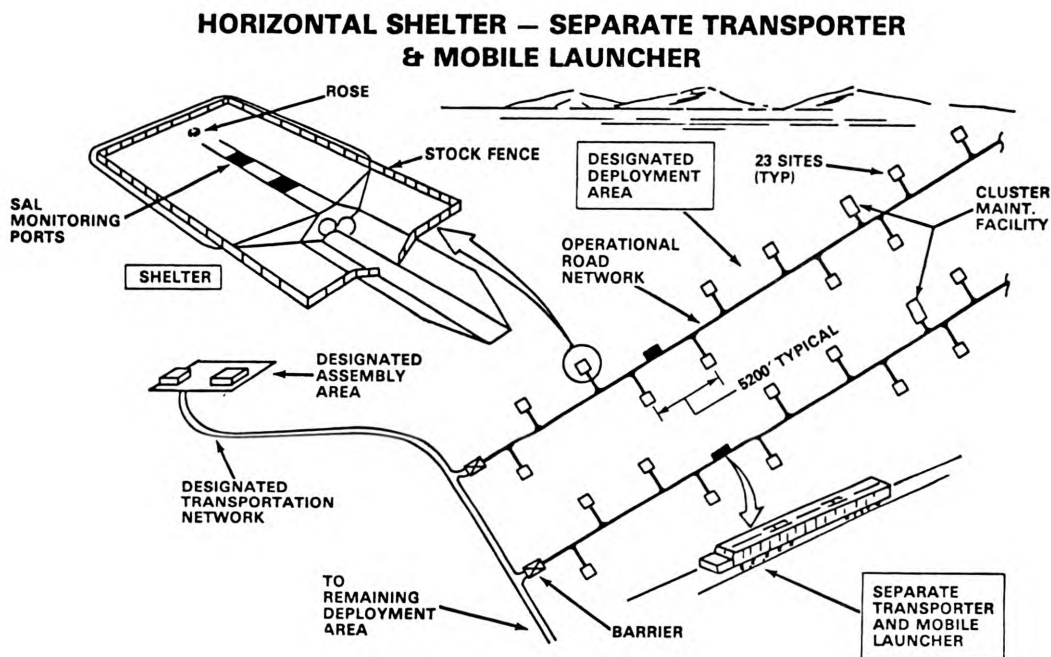 HORIZONTAL SHELTER — SEPARATE TRANSPORTER
& MOBILE LAUNCHER
ROSE
STOCK FENCE
SAL
MONITORING
PORTS
SHELTER
DESIGNATED
DEPLOYMENT
AREA
23 SITES
(TYP)
CLUSTER
MAINT.
FACILITY
OPERATIONAL
ROAD
NETWORK
5200' TYPICAL
DESIGNATED
ASSEMBLY
AREA
DESIGNATED
TRANSPORTATION
NETWORK
TO
REMAINING
DEPLOYMENT
AREA
BARRIER
SEPARATE
TRANSPORTER
AND MOBILE
LAUNCHER